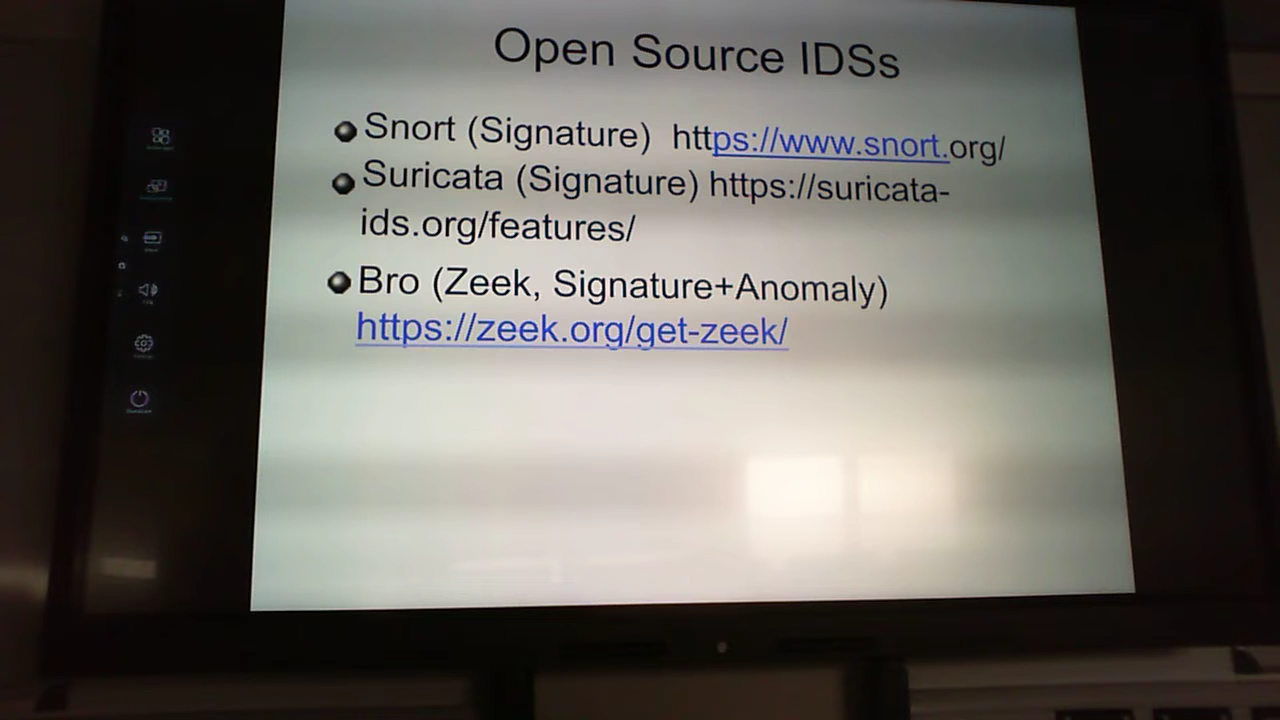 Open Source IDSs
Snort (Signature) https://www.snort.org/
Suricata (Signature) https://suricata-
ids.org/features/
Bro (Zeek, Signature+Anomaly)
https://zeek.org/get-zeek/